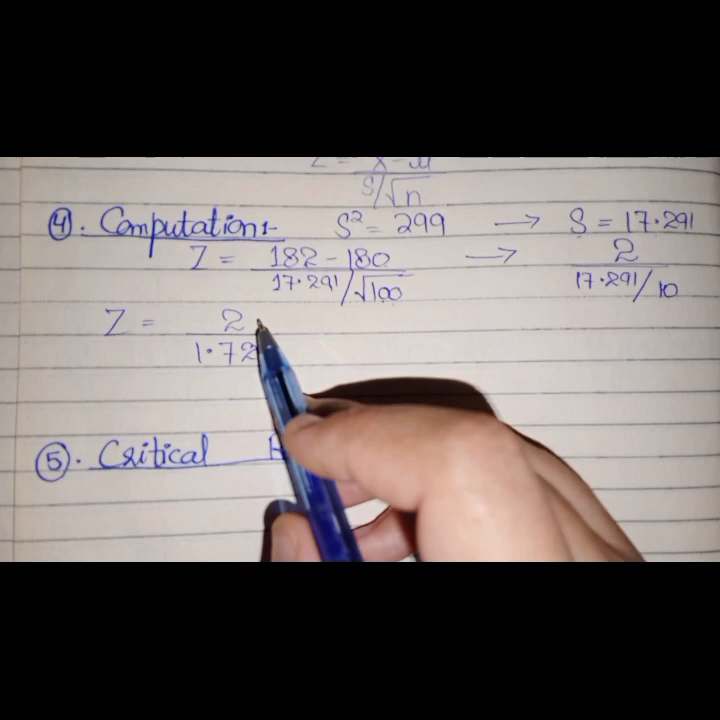 S/√n
4. Computation:- S² = 299 → S = 17.291
Z = 182 - 180 / 17.291/√100 → 2 / 17.291/10
Z = 2 / 1.72
5. Critical